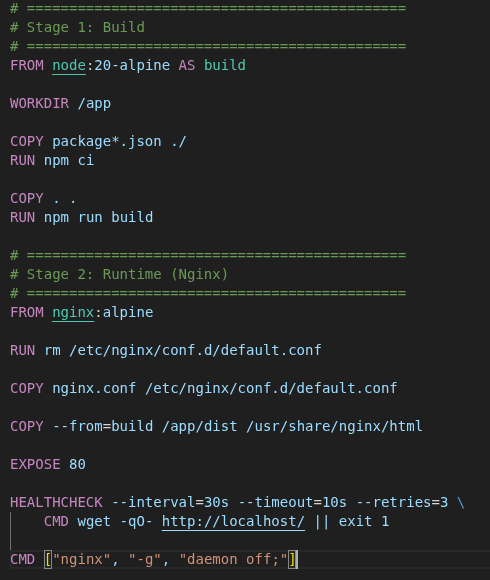 # =============================================
# Stage 1: Build
# =============================================
FROM node:20-alpine AS build
WORKDIR /app
COPY package*.json ./
RUN npm ci
COPY . .
RUN npm run build
# =============================================
# Stage 2: Runtime (Nginx)
# =============================================
FROM nginx:alpine
RUN rm /etc/nginx/conf.d/default.conf
COPY nginx.conf /etc/nginx/conf.d/default.conf
COPY --from=build /app/dist /usr/share/nginx/html
EXPOSE 80
HEALTHCHECK --interval=30s --timeout=10s --retries=3 \
    CMD wget -qO- http://localhost/ || exit 1
CMD ["nginx", "-g", "daemon off;"]